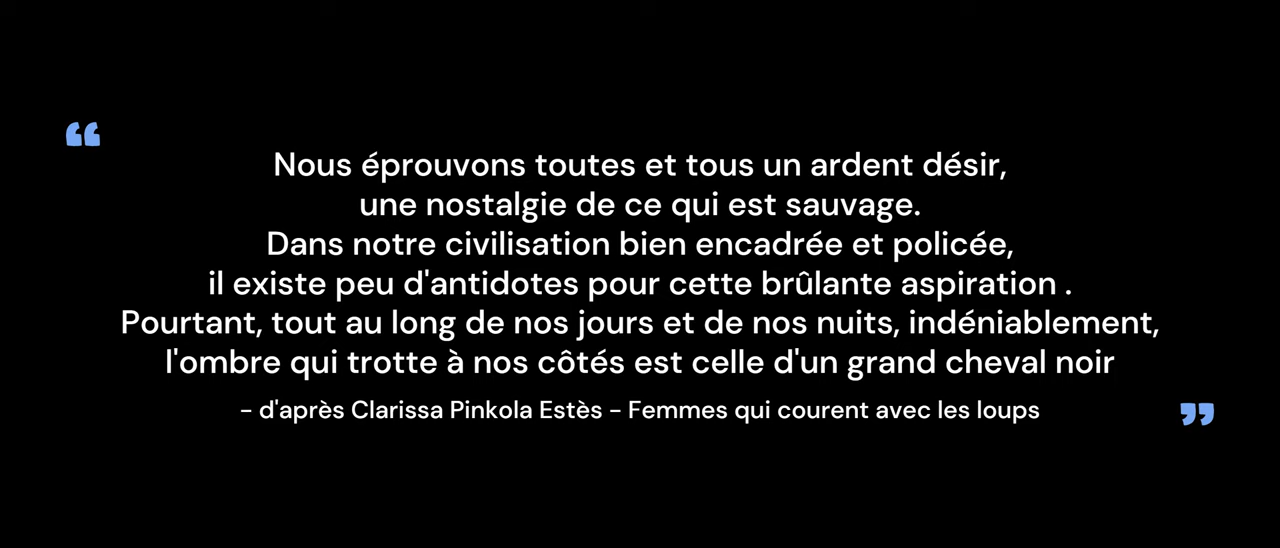 “
Nous éprouvons toutes et tous un ardent désir,
une nostalgie de ce qui est sauvage.
Dans notre civilisation bien encadrée et policée,
il existe peu d'antidotes pour cette brûlante aspiration .
Pourtant, tout au long de nos jours et de nos nuits, indéniablement,
l'ombre qui trotte à nos côtés est celle d'un grand cheval noir
- d'après Clarissa Pinkola Estès - Femmes qui courent avec les loups
”